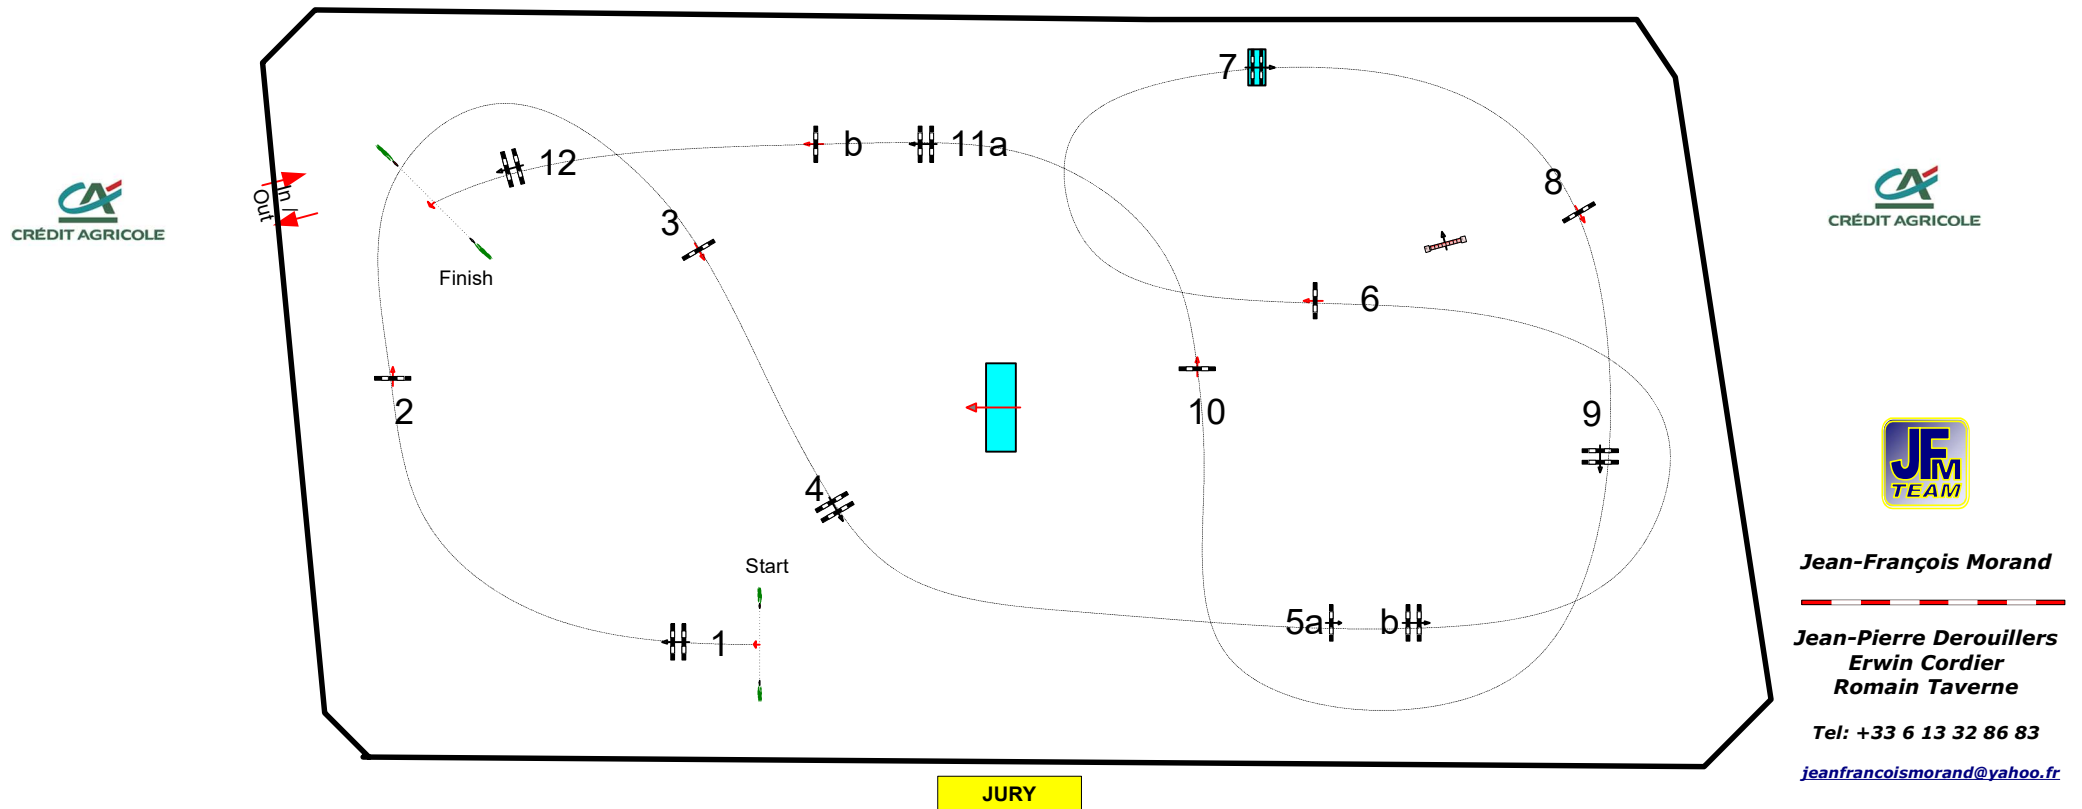 7
b
11a
12
8
3
In /
Out
CRÉDIT AGRICOLE
CRÉDIT AGRICOLE
Finish
6
2
10
9
JFM
TEAM
4
Start
Jean-François Morand
1
5a
b
Jean-Pierre Derouillers
Erwin Cordier
Romain Taverne
Tel: +33 6 13 32 86 83
jeanfrancoismorand@yahoo.fr
JURY